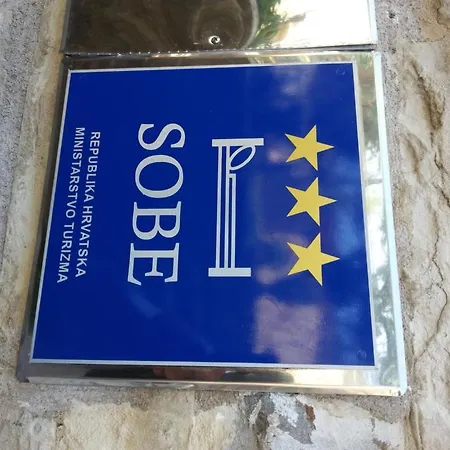 SOBE
REPUBLIKA HRVATSKA
MINISTARSTVO TURIZMA